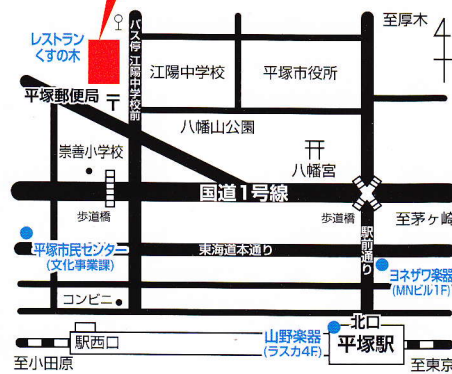 至厚木
レストラン
くすの木
バス停 江陽中学校前
江陽中学校
平塚市役所
平塚郵便局
〒
八幡山公園
崇善小学校
八幡宮
国道1号線
歩道橋
歩道橋
至茅ヶ崎
平塚市民センター
(文化事業課)
東海道本通り
駅前通り
ヨネザワ楽器
(MNビル1F)
コンビニ
北口
山野楽器
(ラスカ4F)
平塚駅
駅西口
至小田原
至東京